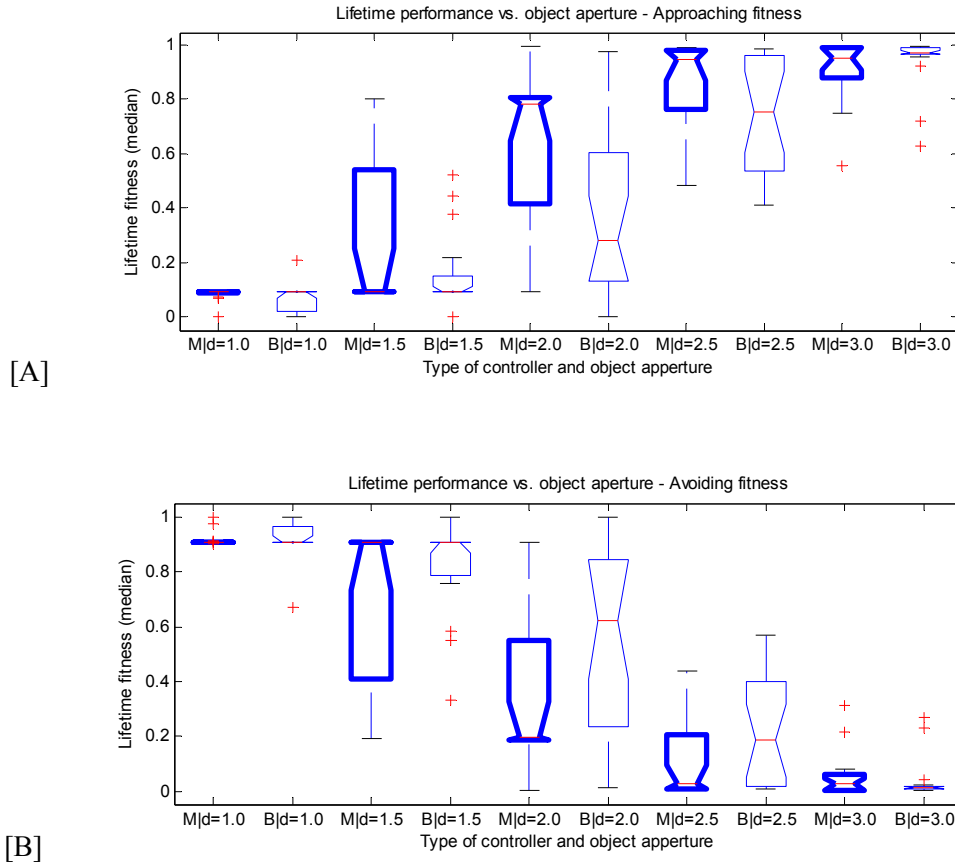 Lifetime performance vs. object aperture - Approaching fitness
1
0.8
0.6
0.4
0.2
0
Lifetime fitness (median)
M|d=1.0 B|d=1.0 M|d=1.5 B|d=1.5 M|d=2.0 B|d=2.0 M|d=2.5 B|d=2.5 M|d=3.0 B|d=3.0
Type of controller and object apperture
[A]
Lifetime performance vs. object aperture - Avoiding fitness
1
0.8
0.6
0.4
0.2
0
Lifetime fitness (median)
M|d=1.0 B|d=1.0 M|d=1.5 B|d=1.5 M|d=2.0 B|d=2.0 M|d=2.5 B|d=2.5 M|d=3.0 B|d=3.0
Type of controller and object apperture
[B]